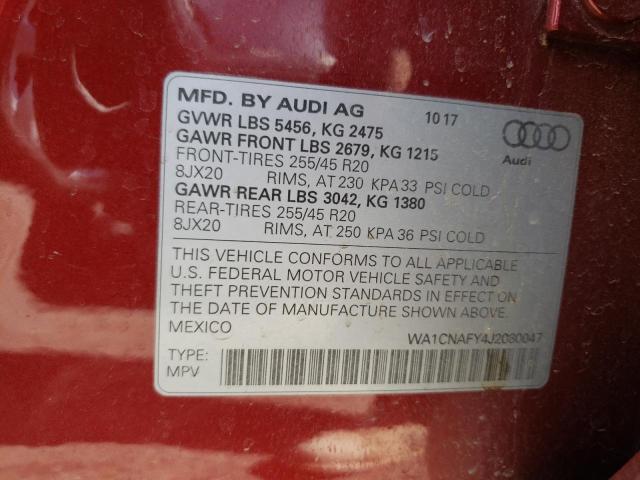 MFD. BY AUDI AG 10 17
GVWR LBS 5456, KG 2475
GAWR FRONT LBS 2679, KG 1215
FRONT-TIRES 255/45 R20
8JX20 RIMS, AT 230 KPA 33 PSI COLD
GAWR REAR LBS 3042, KG 1380
REAR-TIRES 255/45 R20
8JX20 RIMS, AT 250 KPA 36 PSI COLD
Audi
THIS VEHICLE CONFORMS TO ALL APPLICABLE
U.S. FEDERAL MOTOR VEHICLE SAFETY AND
THEFT PREVENTION STANDARDS IN EFFECT ON
THE DATE OF MANUFACTURE SHOWN ABOVE.
MEXICO
WA1CNAFY4J2080047
TYPE:
MPV